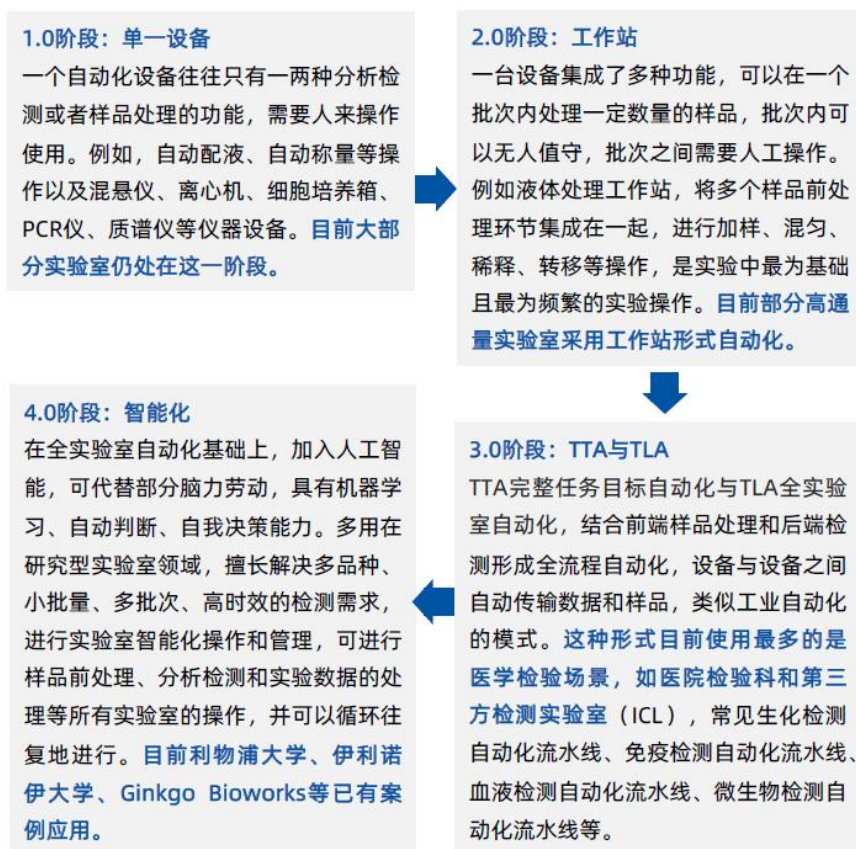 1.0阶段：单一设备
一个自动化设备往往只有一两种分析检
测或者样品处理的功能，需要人来操作
使用。例如，自动配液、自动称量等操
作以及混悬仪、离心机、细胞培养箱、
PCR仪、质谱仪等仪器设备。目前大部
分实验室仍处在这一阶段。
2.0阶段：工作站
一台设备集成了多种功能，可以在一个
批次内处理一定数量的样品，批次内可
以无人值守，批次之间需要人工操作。
例如液体处理工作站，将多个样品前处
理环节集成在一起，进行加样、混匀、
稀释、转移等操作，是实验中最为基础
且最为频繁的实验操作。目前部分高通
量实验室采用工作站形式自动化。
3.0阶段：TTA与TLA
TTA完整任务目标自动化与TLA全实验
室自动化，结合前端样品处理和后端检
测形成全流程自动化，设备与设备之间
自动传输数据和样品，类似工业自动化
的模式。这种形式目前使用最多的是
医学检验场景，如医院检验科和第三
方检测实验室（ICL），常见生化检测
自动化流水线、免疫检测自动化流水线、
血液检测自动化流水线、微生物检测自
动化流水线等。
4.0阶段：智能化
在全实验室自动化基础上，加入人工智
能，可代替部分脑力劳动，具有机器学
习、自动判断、自我决策能力。多用在
研究型实验室领域，擅长解决多品种、
小批量、多批次、高时效的检测需求，
进行实验室智能化操作和管理，可进行
样品前处理、分析检测和实验数据的处
理等所有实验室的操作，并可以循环往
复地进行。目前利物浦大学、伊利诺
伊大学、Ginkgo Bioworks等已有案
例应用。